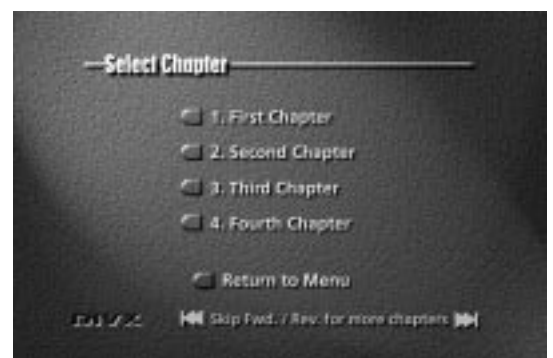 Select Chapter
1. First Chapter
2. Second Chapter
3. Third Chapter
4. Fourth Chapter
Return to Menu
DIVX
Skip Fwd. / Rev. for more chapters